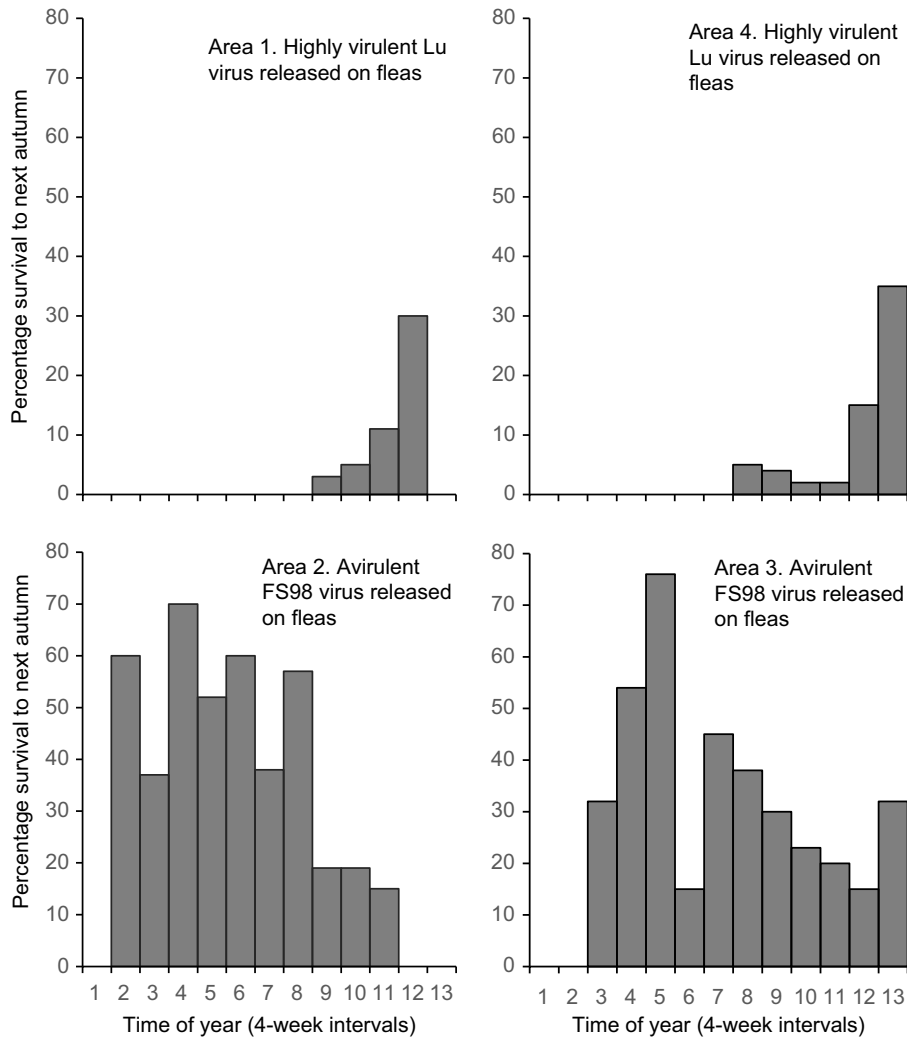 80
70
60
50
40
30
20
10
0
Percentage survival to next autumn
Area 1. Highly virulent Lu
virus released on fleas
80
70
60
50
40
30
20
10
0
Area 4. Highly virulent
Lu virus released on
fleas
80
70
60
50
40
30
20
10
0
Percentage survival to next autumn
Area 2. Avirulent
FS98 virus released
on fleas
1 2 3 4 5 6 7 8 9 10 11 12 13
Time of year (4-week intervals)
80
70
60
50
40
30
20
10
0
Area 3. Avirulent
FS98 virus released
on fleas
1 2 3 4 5 6 7 8 9 10 11 12 13
Time of year (4-week intervals)